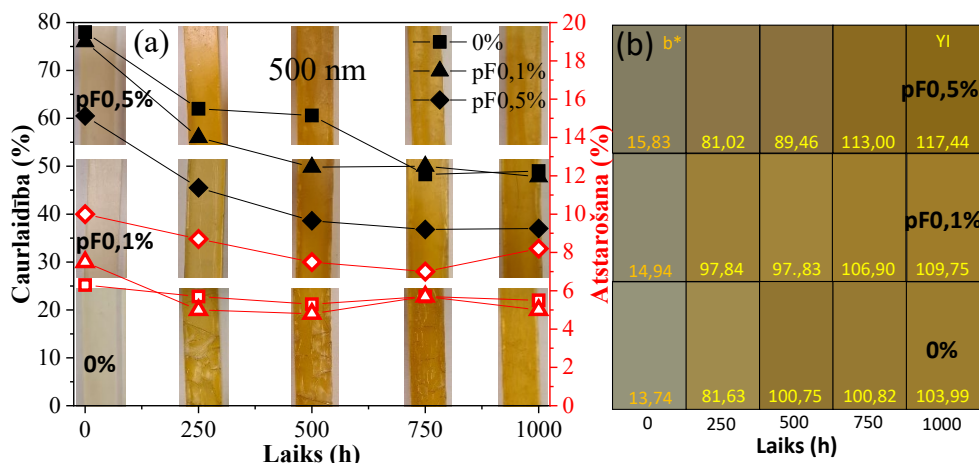 (a)
500 nm
0%
pF0,1%
pF0,5%
pF0,5%
pF0,1%
0%
Caurlaidība (%)
80
70
60
50
40
30
20
10
0
Atstarošana (%)
20
18
16
14
12
10
8
6
4
2
0
0 250 500 750 1000
Laiks (h)
(b) b* YI
pF0,5%
15,83 81,02 89,46 113,00 117,44
pF0,1%
14,94 97,84 97.,83 106,90 109,75
0%
13,74 81,63 100,75 100,82 103,99
0 250 500 750 1000
Laiks (h)